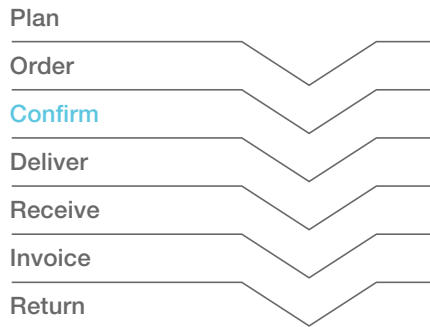 Plan
Order
Confirm
Deliver
Receive
Invoice
Return